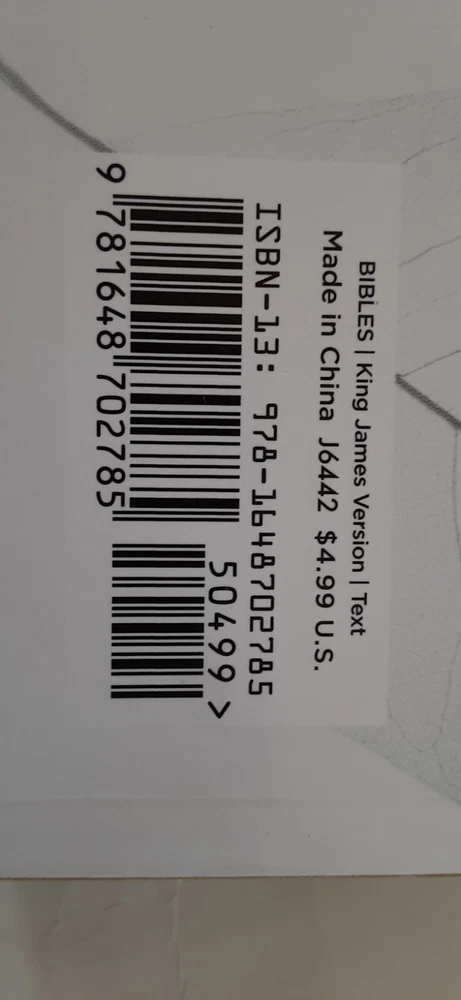 BIBLES | King James Version | Text
Made in China J6442 $4.99 U.S.
ISBN-13: 978-1648702785
50499 >
9 781648 702785